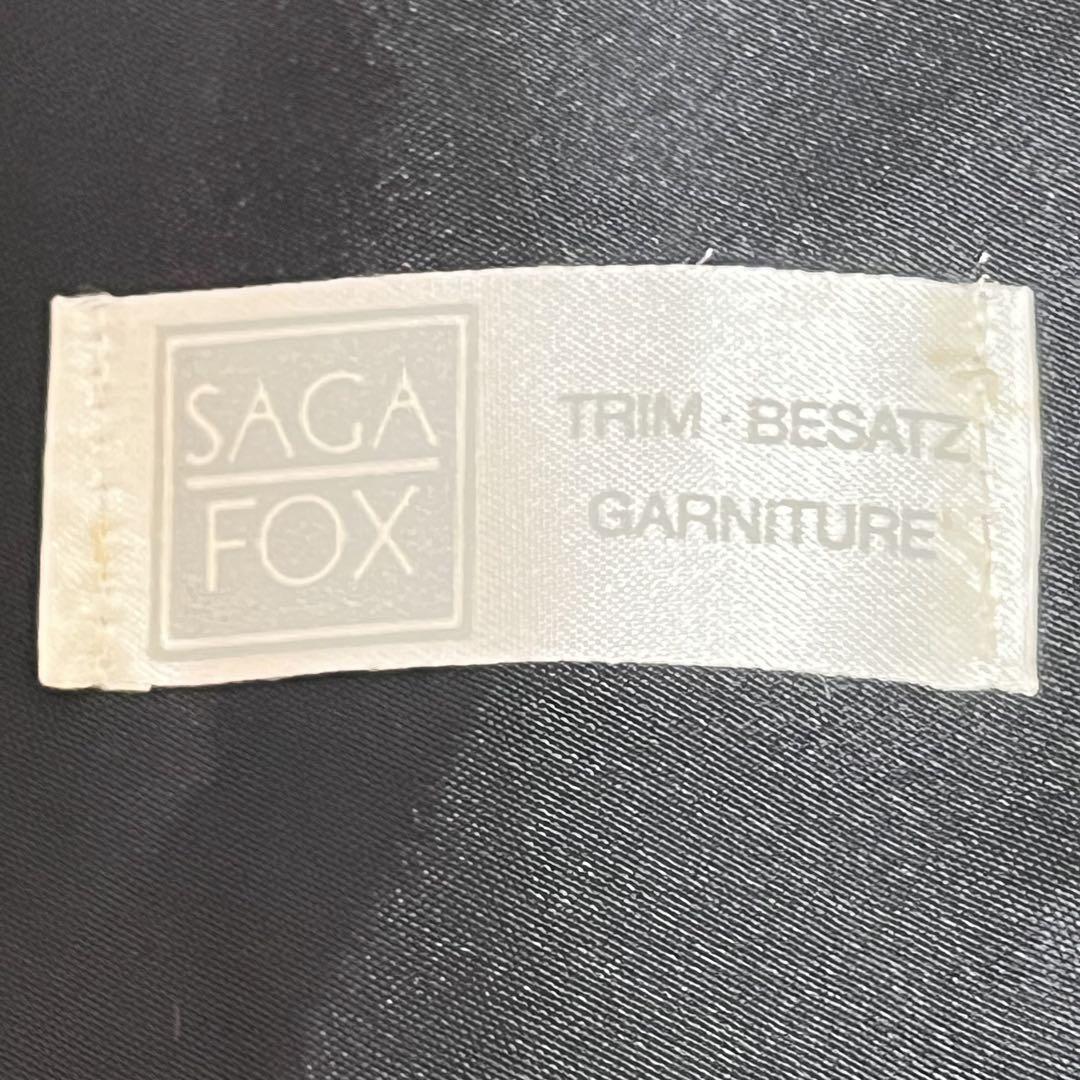 SAGA
FOX
TRIM · BESATZ
GARNITURE